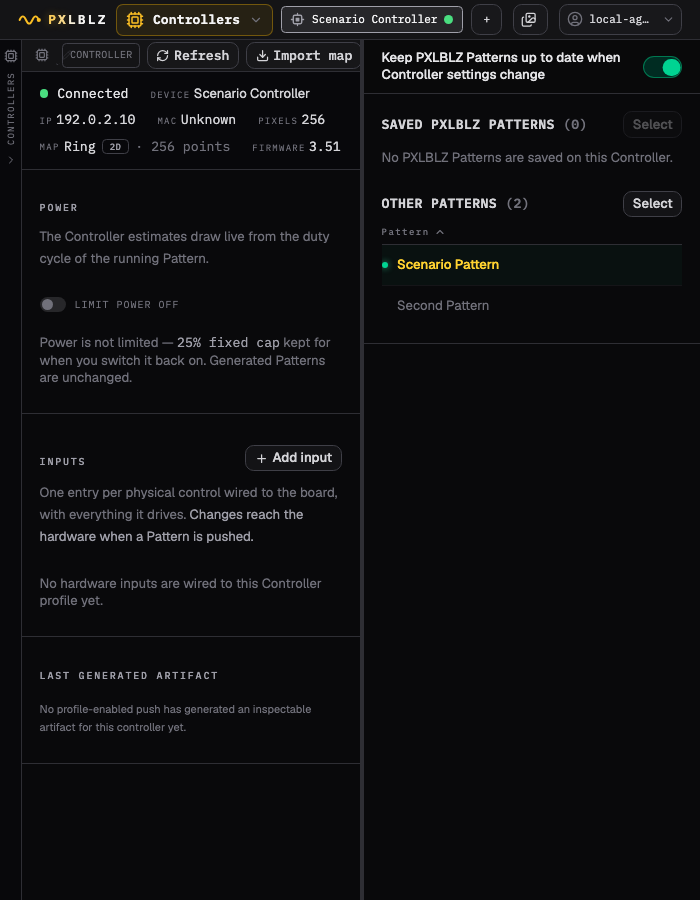 PXLBLZ
Controllers
Scenario Controller
+
local-ag…
CONTROLLERS
CONTROLLER
Refresh
Import map
Connected
DEVICE Scenario Controller
IP 192.0.2.10 MAC Unknown PIXELS 256
MAP Ring 2D · 256 points FIRMWARE 3.51
POWER
The Controller estimates draw live from the duty
cycle of the running Pattern.
LIMIT POWER OFF
Power is not limited — 25% fixed cap kept for
when you switch it back on. Generated Patterns
are unchanged.
INPUTS
+ Add input
One entry per physical control wired to the board,
with everything it drives. Changes reach the
hardware when a Pattern is pushed.
No hardware inputs are wired to this Controller
profile yet.
LAST GENERATED ARTIFACT
No profile-enabled push has generated an inspectable
artifact for this controller yet.
Keep PXLBLZ Patterns up to date when
Controller settings change
SAVED PXLBLZ PATTERNS (0)
Select
No PXLBLZ Patterns are saved on this Controller.
OTHER PATTERNS (2)
Select
Pattern
Scenario Pattern
Second Pattern